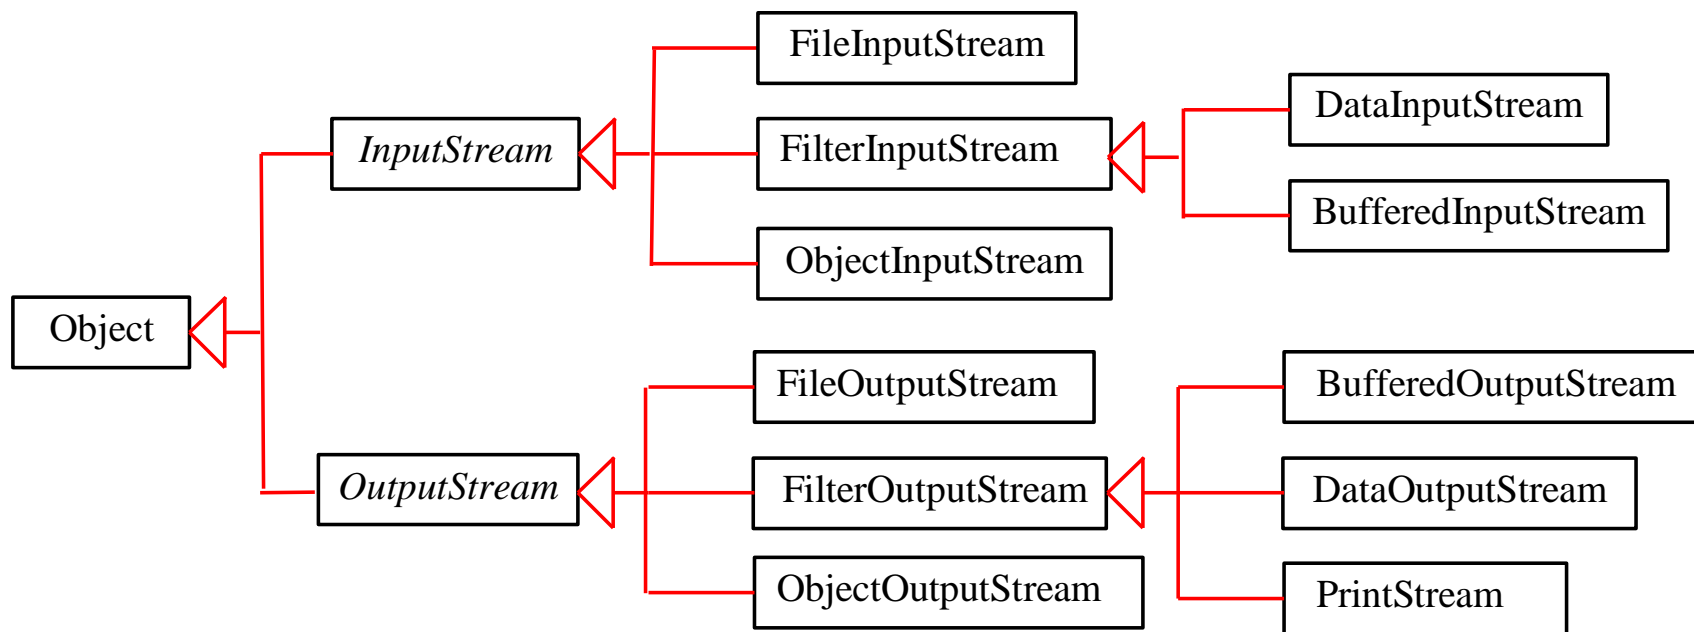 FileInputStream
DataInputStream
InputStream
FilterInputStream
BufferedInputStream
ObjectInputStream
Object
FileOutputStream
BufferedOutputStream
OutputStream
FilterOutputStream
DataOutputStream
ObjectOutputStream
PrintStream